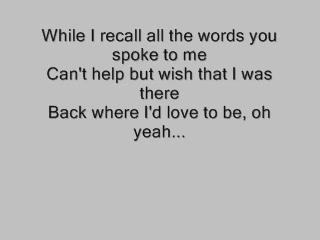 While I recall all the words you
spoke to me
Can't help but wish that I was
there
Back where I'd love to be, oh
yeah...